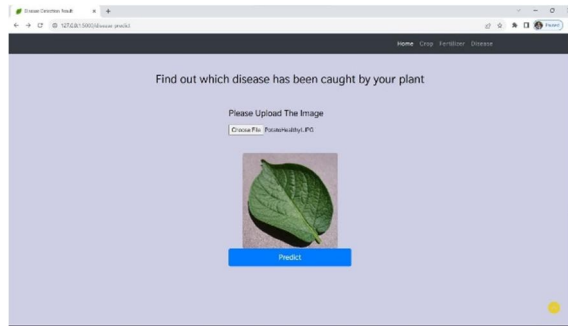 Disease Detection Result
127.0.0.1:5000/disease-predict
Home Crop Fertilizer Disease
Find out which disease has been caught by your plant
Please Upload The Image
Choose File PotatoHealthy1.JPG
Predict